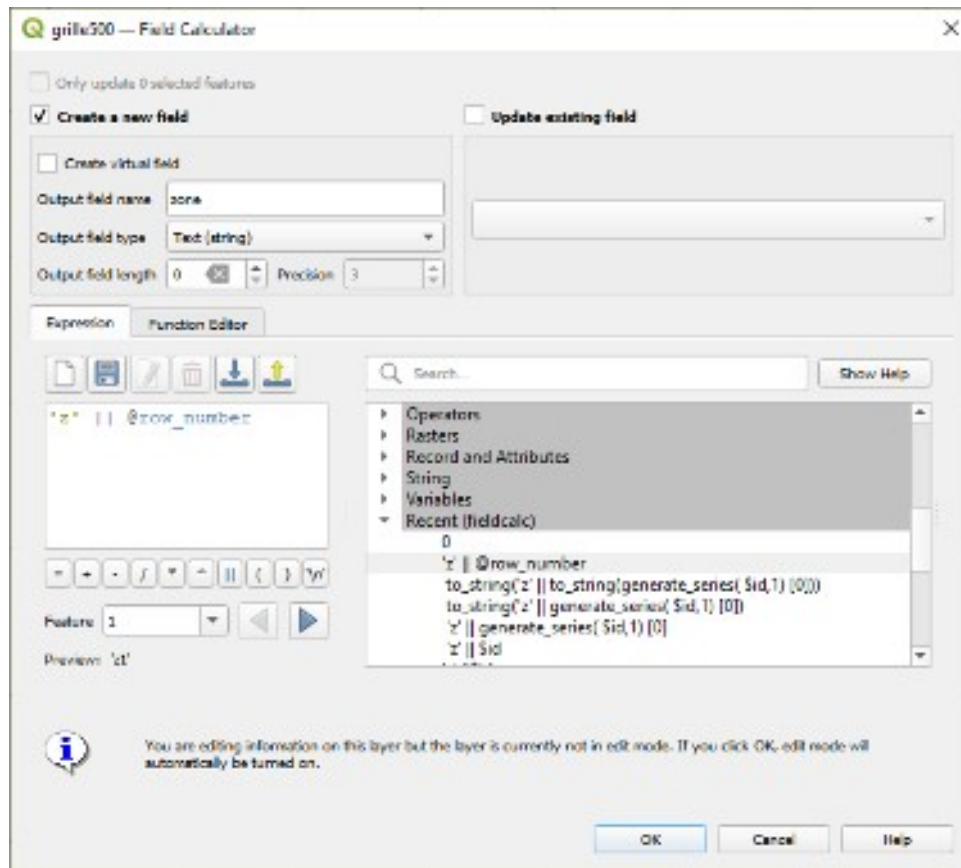 grille500 — Field Calculator
Only update 0 selected features
Create a new field
Update existing field
Create virtual field
Output field name zone
Output field type Text (string)
Output field length 0 Precision 3
Expression Function Editor
Search... Show Help
'z' || @row_number
Operators
Rasters
Record and Attributes
String
Variables
Recent (fieldcalc)
0
'z' || @row_number
to_string('z' || to_string(generate_series( $id,1) [0]))
to_string('z' || generate_series( $id,1) [0])
'z' || generate_series( $id,1) [0]
'z' || $id
= + - / * ^ || ( ) '\n'
Feature 1
Preview: 'z1'
You are editing information on this layer but the layer is currently not in edit mode. If you click OK, edit mode will
automatically be turned on.
OK Cancel Help